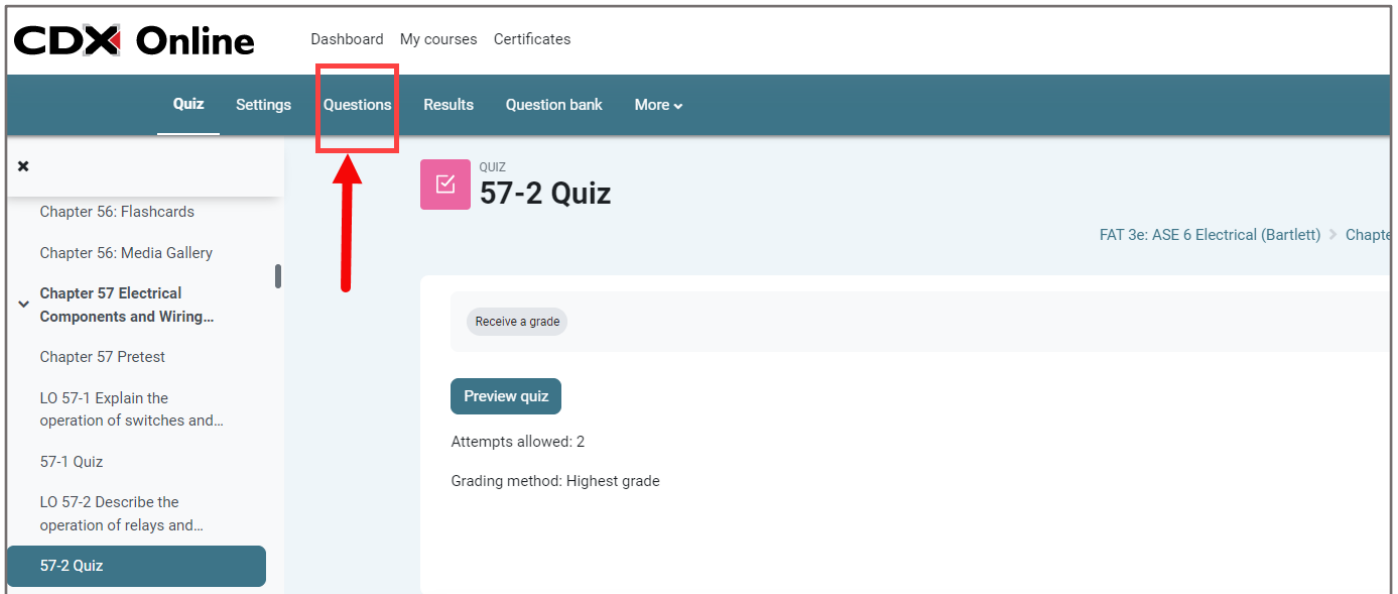 CDX Online
Dashboard My courses Certificates
Quiz Settings Questions Results Question bank More
QUIZ
57-2 Quiz
FAT 3e: ASE 6 Electrical (Bartlett) > Chapte
Chapter 56: Flashcards
Chapter 56: Media Gallery
Chapter 57 Electrical
Components and Wiring...
Chapter 57 Pretest
LO 57-1 Explain the
operation of switches and...
57-1 Quiz
LO 57-2 Describe the
operation of relays and...
57-2 Quiz
Receive a grade
Preview quiz
Attempts allowed: 2
Grading method: Highest grade